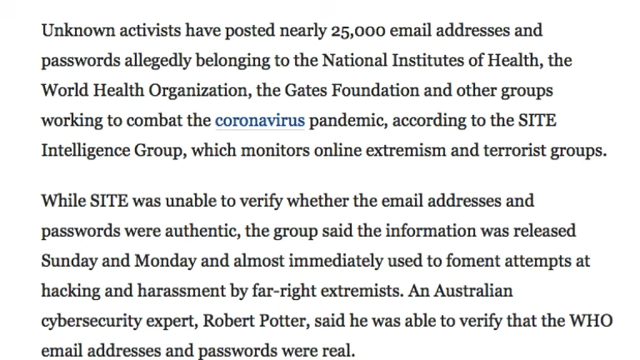 Unknown activists have posted nearly 25,000 email addresses and
passwords allegedly belonging to the National Institutes of Health, the
World Health Organization, the Gates Foundation and other groups
working to combat the coronavirus pandemic, according to the SITE
Intelligence Group, which monitors online extremism and terrorist groups.
While SITE was unable to verify whether the email addresses and
passwords were authentic, the group said the information was released
Sunday and Monday and almost immediately used to foment attempts at
hacking and harassment by far-right extremists. An Australian
cybersecurity expert, Robert Potter, said he was able to verify that the WHO
email addresses and passwords were real.